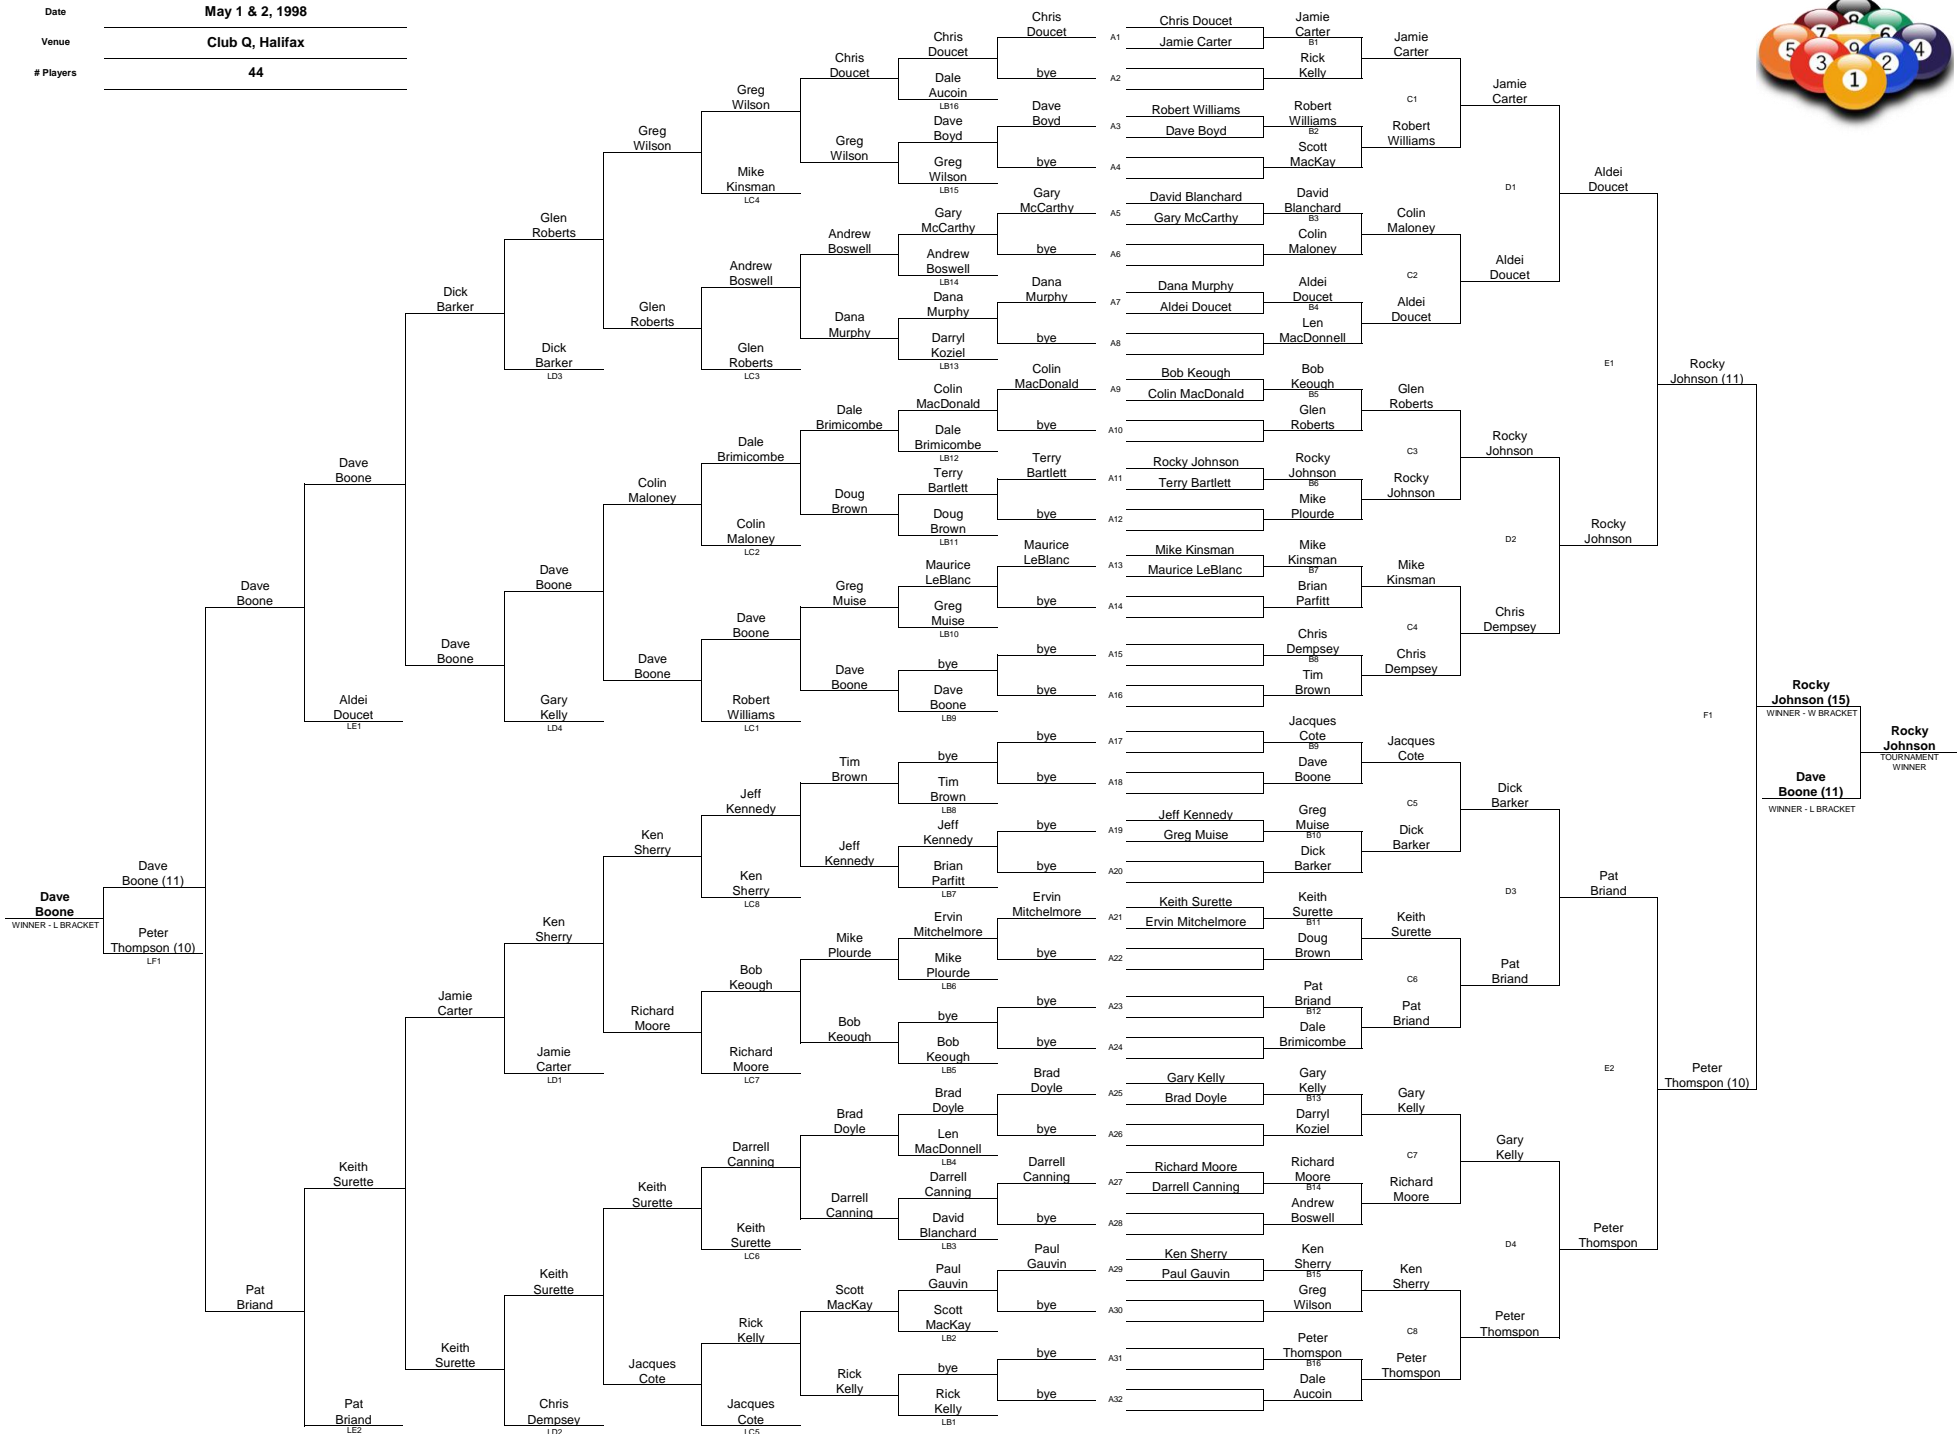 Date
May 1 & 2, 1998
Venue
Club Q, Halifax
# Players
44
8
7
6
5
9
4
3
2
1
Dave
Boone
WINNER - L BRACKET
Dave
Boone (11)
Peter
Thompson (10)
LF1
Dave
Boone
Pat
Briand
Dave
Boone
Aldei
Doucet
LE1
Keith
Surette
Pat
Briand
LE2
Dick
Barker
Dave
Boone
Jamie
Carter
Keith
Surette
Glen
Roberts
Dick
Barker
LD3
Dave
Boone
Gary
Kelly
LD4
Ken
Sherry
Jamie
Carter
LD1
Keith
Surette
Chris
Dempsey
LD2
Greg
Wilson
Glen
Roberts
Colin
Maloney
Dave
Boone
Ken
Sherry
Richard
Moore
Keith
Surette
Jacques
Cote
Greg
Wilson
Mike
Kinsman
LC4
Andrew
Boswell
Glen
Roberts
LC3
Dale
Brimicombe
Colin
Maloney
LC2
Dave
Boone
Robert
Williams
LC1
Jeff
Kennedy
Ken
Sherry
LC8
Bob
Keough
Richard
Moore
LC7
Darrell
Canning
Keith
Surette
LC6
Rick
Kelly
Jacques
Cote
LC5
Chris
Doucet
Greg
Wilson
Andrew
Boswell
Dana
Murphy
Dale
Brimicombe
Doug
Brown
Greg
Muise
Dave
Boone
Tim
Brown
Jeff
Kennedy
Mike
Plourde
Bob
Keough
Brad
Doyle
Darrell
Canning
Scott
MacKay
Rick
Kelly
Chris
Doucet
Dale
Aucoin
LB16
Dave
Boyd
Greg
Wilson
LB15
Gary
McCarthy
Andrew
Boswell
LB14
Dana
Murphy
Darryl
Koziel
LB13
Colin
MacDonald
Dale
Brimicombe
LB12
Terry
Bartlett
Doug
Brown
LB11
Maurice
LeBlanc
Greg
Muise
LB10
bye
Dave
Boone
LB9
bye
Tim
Brown
LB8
Jeff
Kennedy
Brian
Parfitt
LB7
Ervin
Mitchelmore
Mike
Plourde
LB6
bye
Bob
Keough
LB5
Brad
Doyle
Len
MacDonnell
LB4
Darrell
Canning
David
Blanchard
LB3
Paul
Gauvin
Scott
MacKay
LB2
bye
Rick
Kelly
LB1
Chris
Doucet
bye
Dave
Boyd
bye
Gary
McCarthy
bye
Dana
Murphy
bye
Colin
MacDonald
bye
Terry
Bartlett
bye
Maurice
LeBlanc
bye
bye
bye
bye
bye
bye
bye
Ervin
Mitchelmore
bye
bye
bye
Brad
Doyle
bye
Darrell
Canning
bye
Paul
Gauvin
bye
bye
bye
A1
A2
A3
A4
A5
A6
A7
A8
A9
A10
A11
A12
A13
A14
A15
A16
A17
A18
A19
A20
A21
A22
A23
A24
A25
A26
A27
A28
A29
A30
A31
A32
Chris Doucet
Jamie Carter
Robert Williams
Dave Boyd
David Blanchard
Gary McCarthy
Dana Murphy
Aldei Doucet
Bob Keough
Colin MacDonald
Rocky Johnson
Terry Bartlett
Mike Kinsman
Maurice LeBlanc
Jeff Kennedy
Greg Muise
Keith Surette
Ervin Mitchelmore
Gary Kelly
Brad Doyle
Richard Moore
Darrell Canning
Ken Sherry
Paul Gauvin
Jamie
Carter
B1
Rick
Kelly
Robert
Williams
B2
Scott
MacKay
David
Blanchard
B3
Colin
Maloney
Aldei
Doucet
B4
Len
MacDonnell
Bob
Keough
B5
Glen
Roberts
Rocky
Johnson
B6
Mike
Plourde
Mike
Kinsman
B7
Brian
Parfitt
Chris
Dempsey
B8
Tim
Brown
Jacques
Cote
B9
Dave
Boone
Greg
Muise
B10
Dick
Barker
Keith
Surette
B11
Doug
Brown
Pat
Briand
B12
Dale
Brimicombe
Gary
Kelly
B13
Darryl
Koziel
Richard
Moore
B14
Andrew
Boswell
Ken
Sherry
B15
Greg
Wilson
Peter
Thomspon
B16
Dale
Aucoin
Jamie
Carter
C1
Robert
Williams
Colin
Maloney
C2
Aldei
Doucet
Glen
Roberts
C3
Rocky
Johnson
Mike
Kinsman
C4
Chris
Dempsey
Jacques
Cote
C5
Dick
Barker
Keith
Surette
C6
Pat
Briand
Gary
Kelly
C7
Richard
Moore
Ken
Sherry
C8
Peter
Thomspon
Jamie
Carter
D1
Aldei
Doucet
Rocky
Johnson
D2
Chris
Dempsey
Dick
Barker
D3
Pat
Briand
Gary
Kelly
D4
Peter
Thomspon
Aldei
Doucet
E1
Rocky
Johnson
Pat
Briand
E2
Peter
Thomspon
Rocky
Johnson (11)
F1
Peter
Thomspon (10)
Rocky
Johnson (15)
WINNER - W BRACKET
Dave
Boone (11)
WINNER - L BRACKET
Rocky
Johnson
TOURNAMENT
WINNER